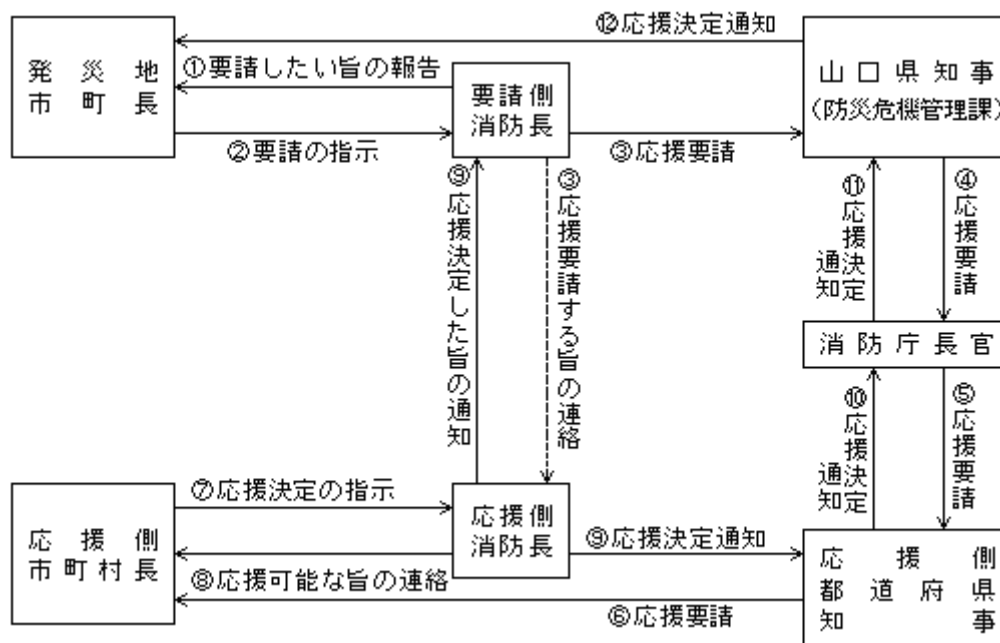 ⑫応援決定通知
発災地
市町長
①要請したい旨の報告
要請側
消防長
山口県知事
(防災危機管理課)
②要請の指示
③応援要請
⑨応援決定した旨の通知
③応援要請する旨の連絡
⑪応援決定
通知
④応援要請
消防庁長官
⑩応援決定
通知
⑤応援要請
⑦応援決定の指示
応援側
市町村長
応援側
消防長
⑨応援決定通知
応援側
都道府県
知事
⑧応援可能な旨の連絡
⑥応援要請